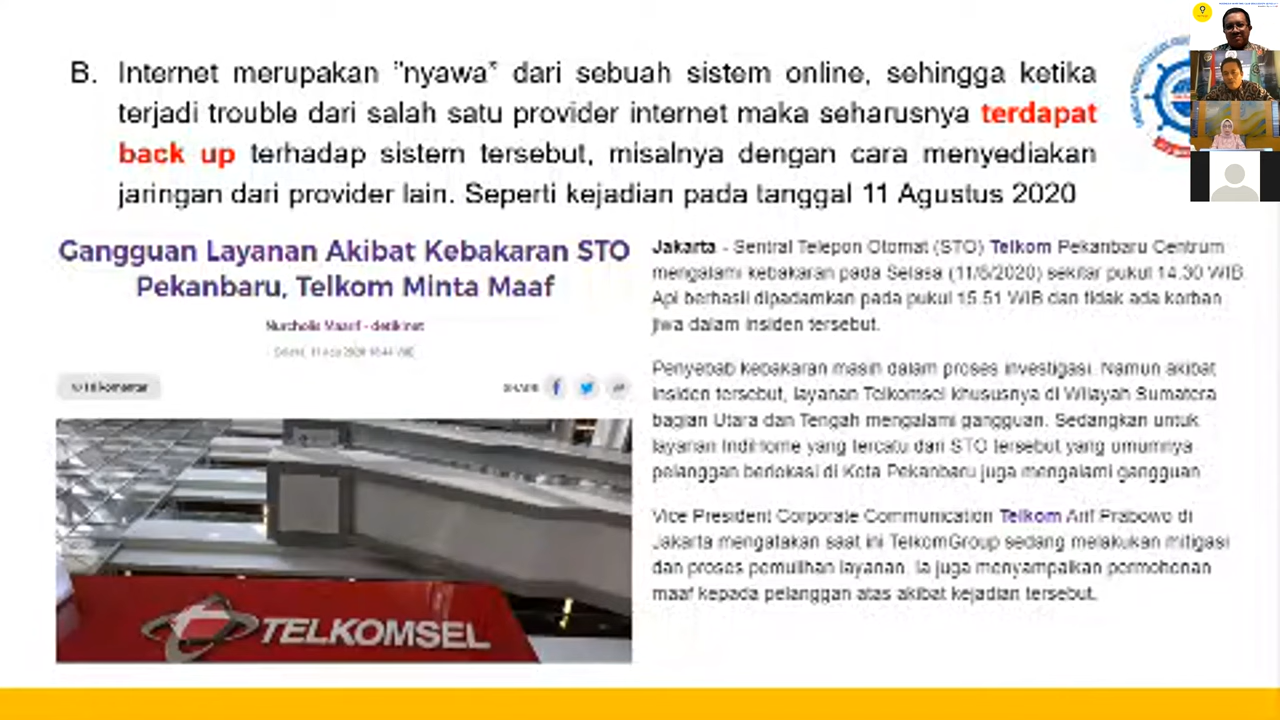 B. Internet merupakan "nyawa" dari sebuah sistem online, sehingga ketika
terjadi trouble dari salah satu provider internet maka seharusnya terdapat
back up terhadap sistem tersebut, misalnya dengan cara menyediakan
jaringan dari provider lain. Seperti kejadian pada tanggal 11 Agustus 2020
Gangguan Layanan Akibat Kebakaran STO
Pekanbaru, Telkom Minta Maaf
Nurcholis Maarif - detikInet
komentar
SHARE
TELKOMSEL
Jakarta - Sentral Telepon Otomat (STO) Telkom Pekanbaru Centrum
mengalami kebakaran pada Selasa (11/8/2020) sekitar pukul 14.30 WIB.
Api berhasil dipadamkan pada pukul 15.51 WIB dan tidak ada korban
jiwa dalam insiden tersebut.
Penyebab kebakaran masih dalam proses investigasi. Namun akibat
insiden tersebut, layanan Telkomsel khususnya di Wilayah Sumatera
bagian Utara dan Tengah mengalami gangguan. Sedangkan untuk
layanan IndiHome yang tercatu dari STO tersebut yang umumnya
pelanggan berlokasi di Kota Pekanbaru juga mengalami gangguan
Vice President Corporate Communication Telkom Arif Prabowo di
Jakarta mengatakan saat ini TelkomGroup sedang melakukan mitigasi
dan proses pemulihan layanan. Ia juga menyampaikan permohonan
maaf kepada pelanggan atas akibat kejadian tersebut.